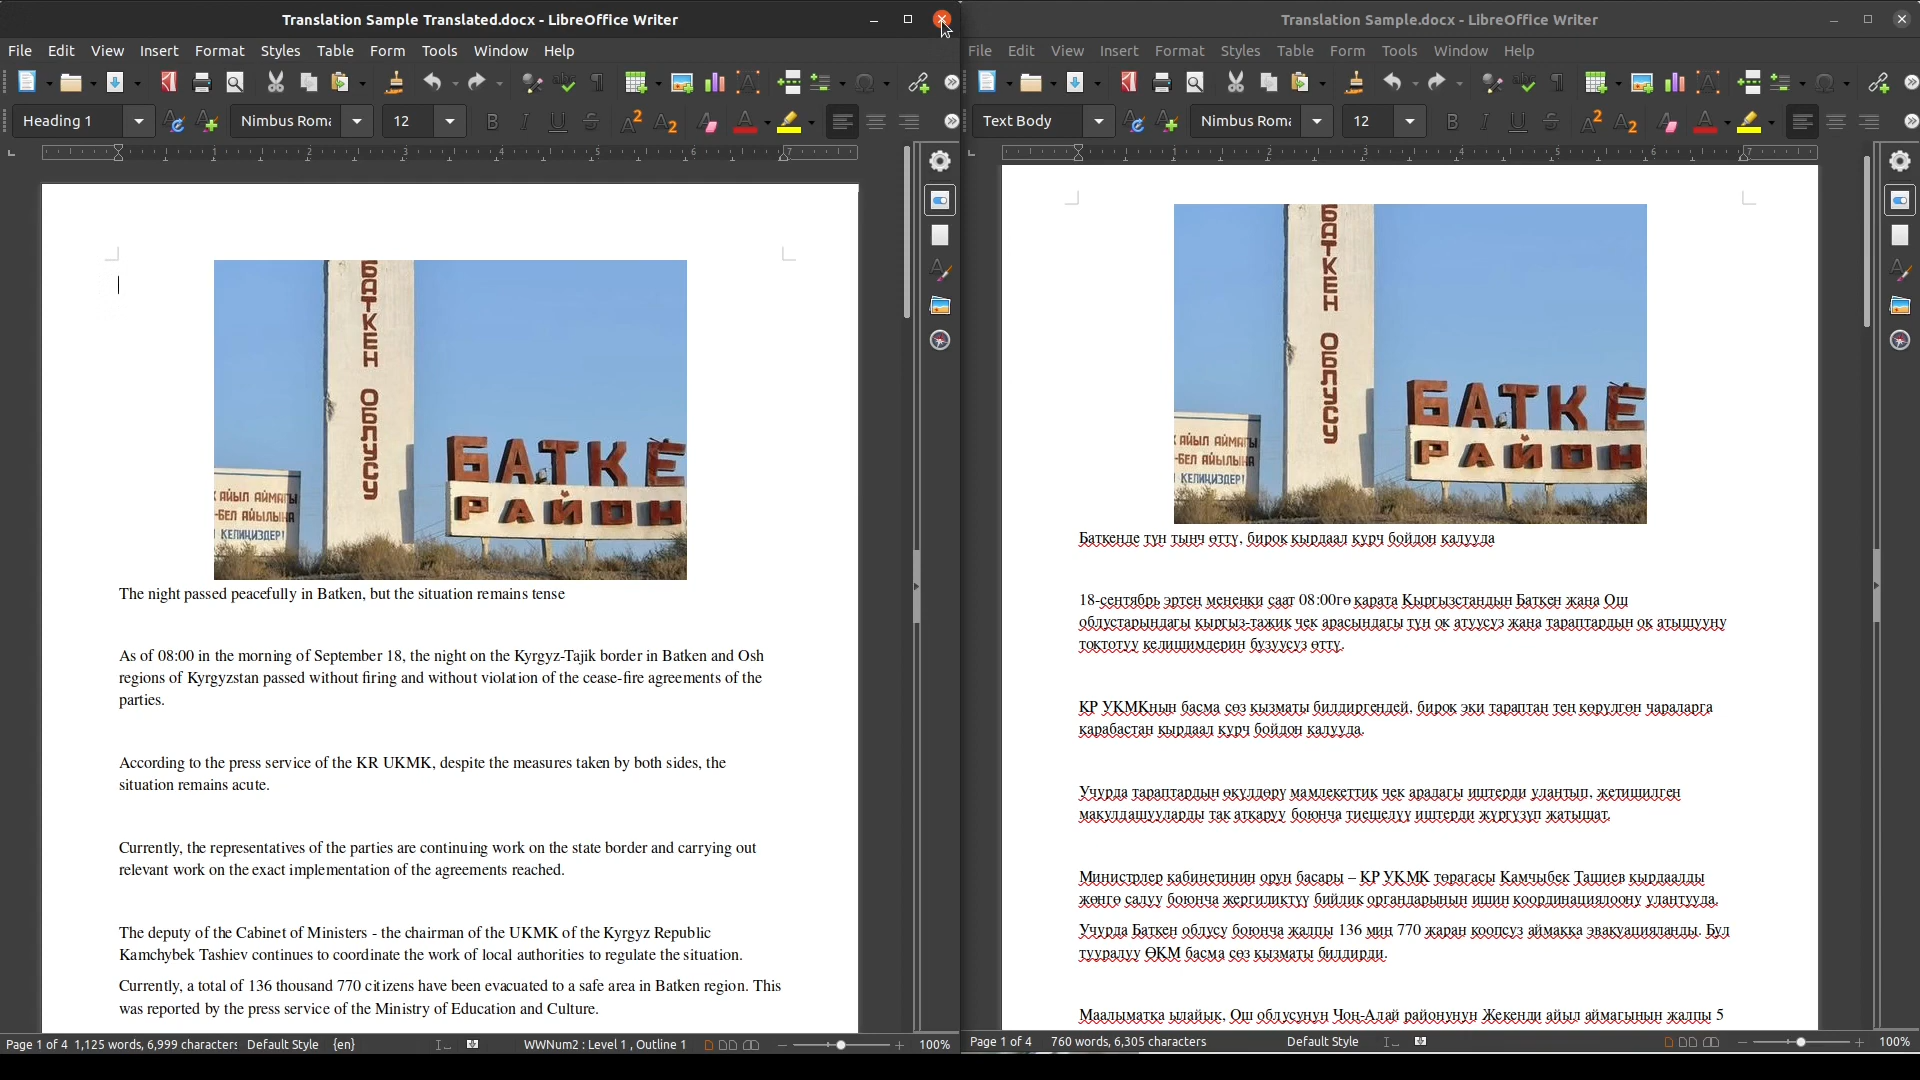 Translation Sample Translated.docx - LibreOffice Writer
File Edit View Insert Format Styles Table Form Tools Window Help
Heading 1
Nimbus Roma
12
БАТКЕН ОБЛУСУ
АЙЫЛ АЙМАГЫ
-БЕЛ АЙЫЛЫНА
КЕЛИҢИЗДЕР!
БАТКЕ
РАЙОН
The night passed peacefully in Batken, but the situation remains tense
As of 08:00 in the morning of September 18, the night on the Kyrgyz-Tajik border in Batken and Osh
regions of Kyrgyzstan passed without firing and without violation of the cease-fire agreements of the
parties.
According to the press service of the KR UKMK, despite the measures taken by both sides, the
situation remains acute.
Currently, the representatives of the parties are continuing work on the state border and carrying out
relevant work on the exact implementation of the agreements reached.
The deputy of the Cabinet of Ministers - the chairman of the UKMK of the Kyrgyz Republic
Kamchybek Tashiev continues to coordinate the work of local authorities to regulate the situation.
Currently, a total of 136 thousand 770 citizens have been evacuated to a safe area in Batken region. This
was reported by the press service of the Ministry of Education and Culture.
Page 1 of 4 1,125 words, 6,999 characters Default Style {en} WWNum2 : Level 1 , Outline 1 100%
Translation Sample.docx - LibreOffice Writer
File Edit View Insert Format Styles Table Form Tools Window Help
Text Body
Nimbus Roma
12
БАТКЕН ОБЛУСУ
АЙЫЛ АЙМАГЫ
-БЕЛ АЙЫЛЫНА
КЕЛИҢИЗДЕР!
БАТКЕ
РАЙОН
Баткенде түн тынч өттү, бирок кырдаал курч бойдон калууда
18-сентябрь эртең мененки саат 08:00гө карата Кыргызстандын Баткен жана Ош
облустарындагы кыргыз-тажик чек арасындагы түн ок атуусуз жана тараптардын ок атышууну
токтотуу келишимдерин бузуусуз өттү.
КР УКМКнын басма сөз кызматы билдиргендей, бирок эки тараптан тең көрүлгөн чараларга
карабастан кырдаал курч бойдон калууда.
Учурда тараптардын өкүлдөрү мамлекеттик чек арадагы иштерди улантып, жетишилген
макулдашууларды так аткаруу боюнча тиешелүү иштерди жүргүзүп жатышат.
Министрлер кабинетинин орун басары – КР УКМК төрагасы Камчыбек Ташиев кырдаалды
жөнгө салуу боюнча жергиликтүү бийлик органдарынын ишин координациялоону улантууда.
Учурда Баткен облусу боюнча жалпы 136 миң 770 жаран коопсуз аймакка эвакуацияланды. Бул
тууралуу ӨКМ басма сөз кызматы билдирди.
Маалыматка ылайык, Ош облусунун Чоң-Алай районунун Жекенди айыл аймагынын жалпы 5
Page 1 of 4 760 words, 6,305 characters Default Style 100%